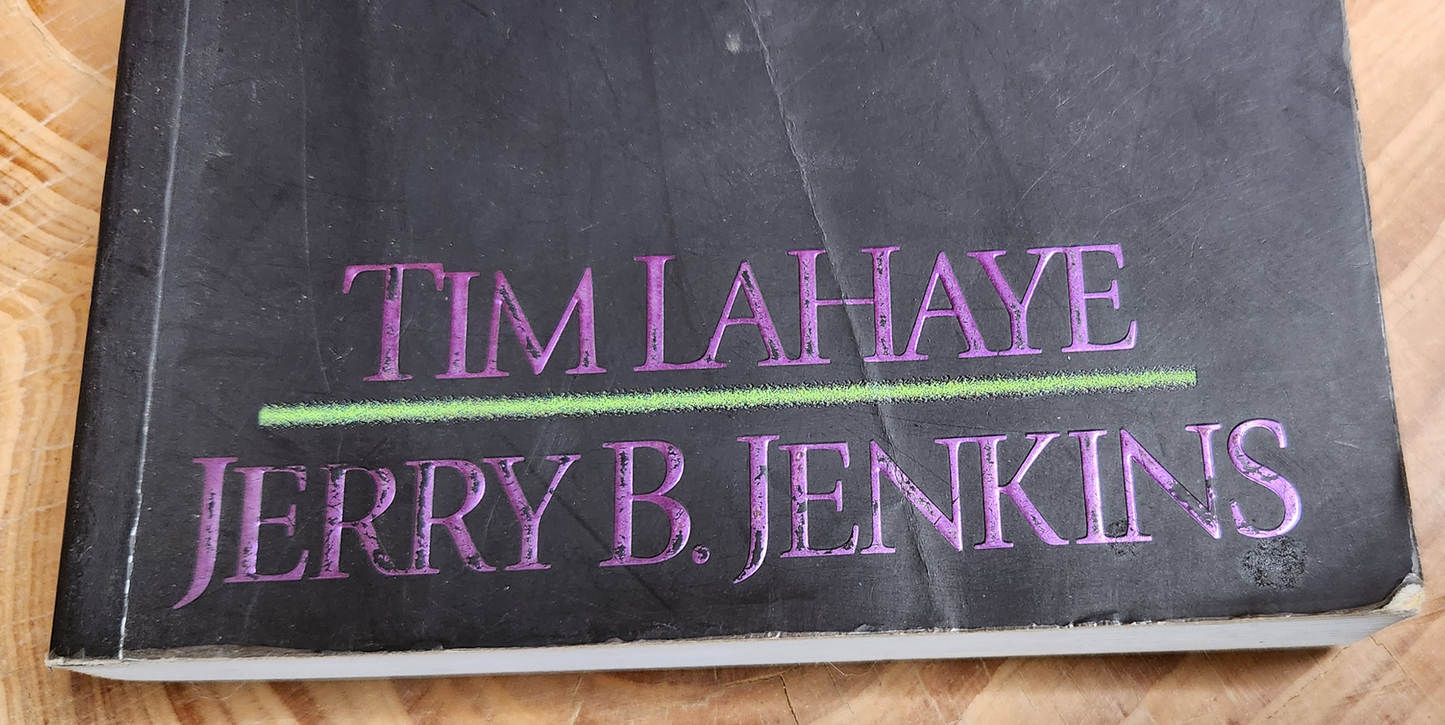 TIM LAHAYE
JERRY B. JENKINS